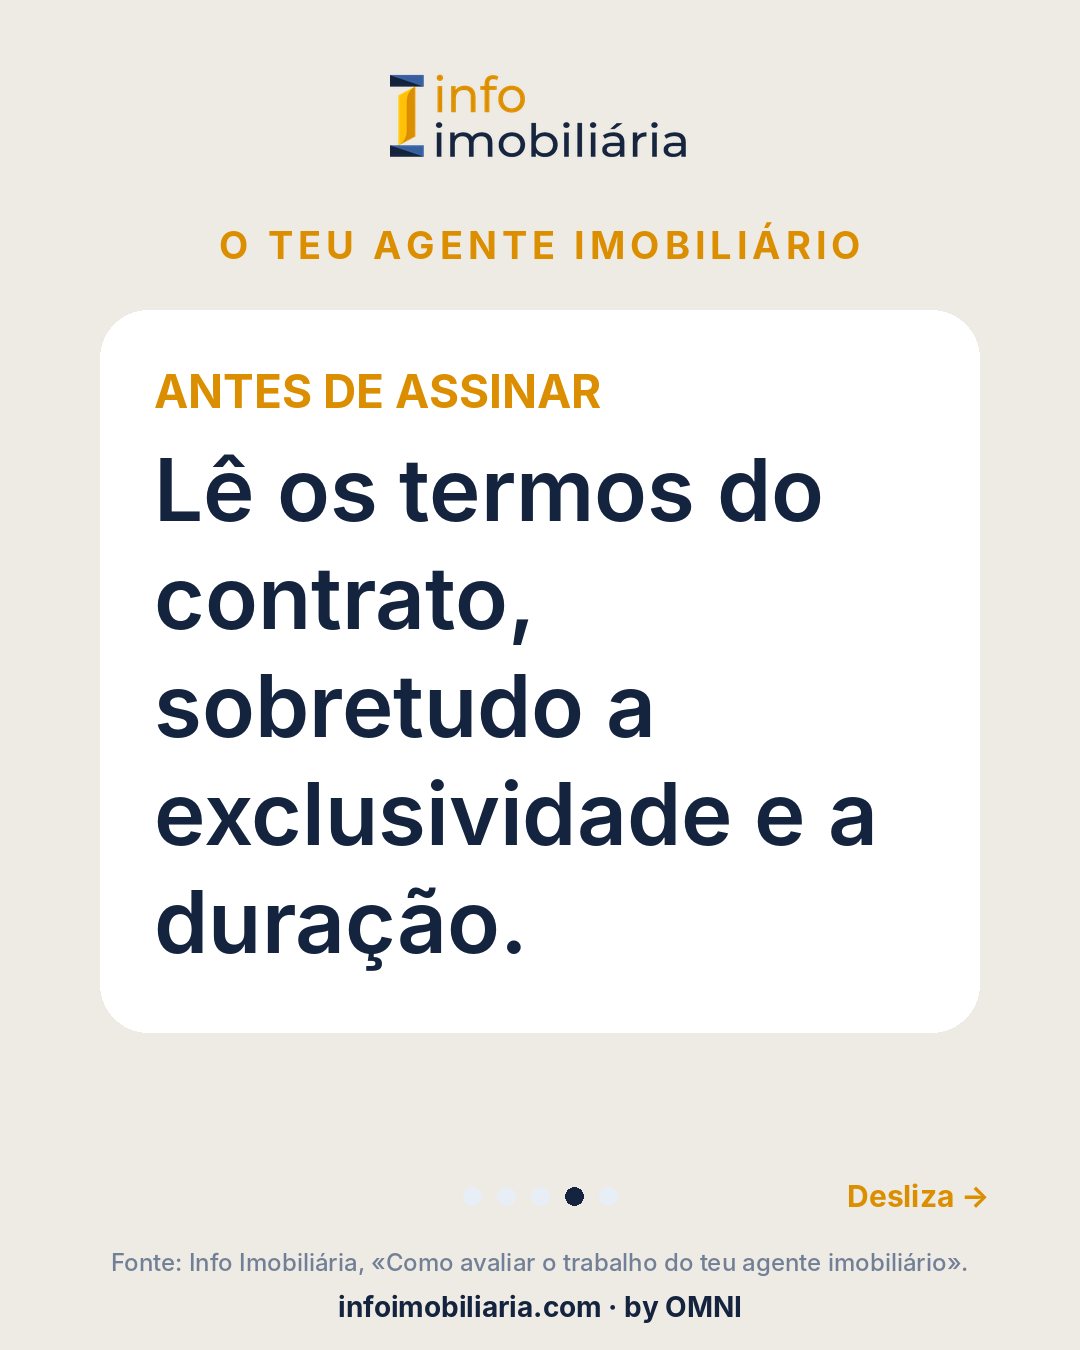 info
imobiliária
O TEU AGENTE IMOBILIÁRIO
ANTES DE ASSINAR
Lê os termos do
contrato,
sobretudo a
exclusividade e a
duração.
Desliza →
Fonte: Info Imobiliária, «Como avaliar o trabalho do teu agente imobiliário».
infoimobiliaria.com · by OMNI